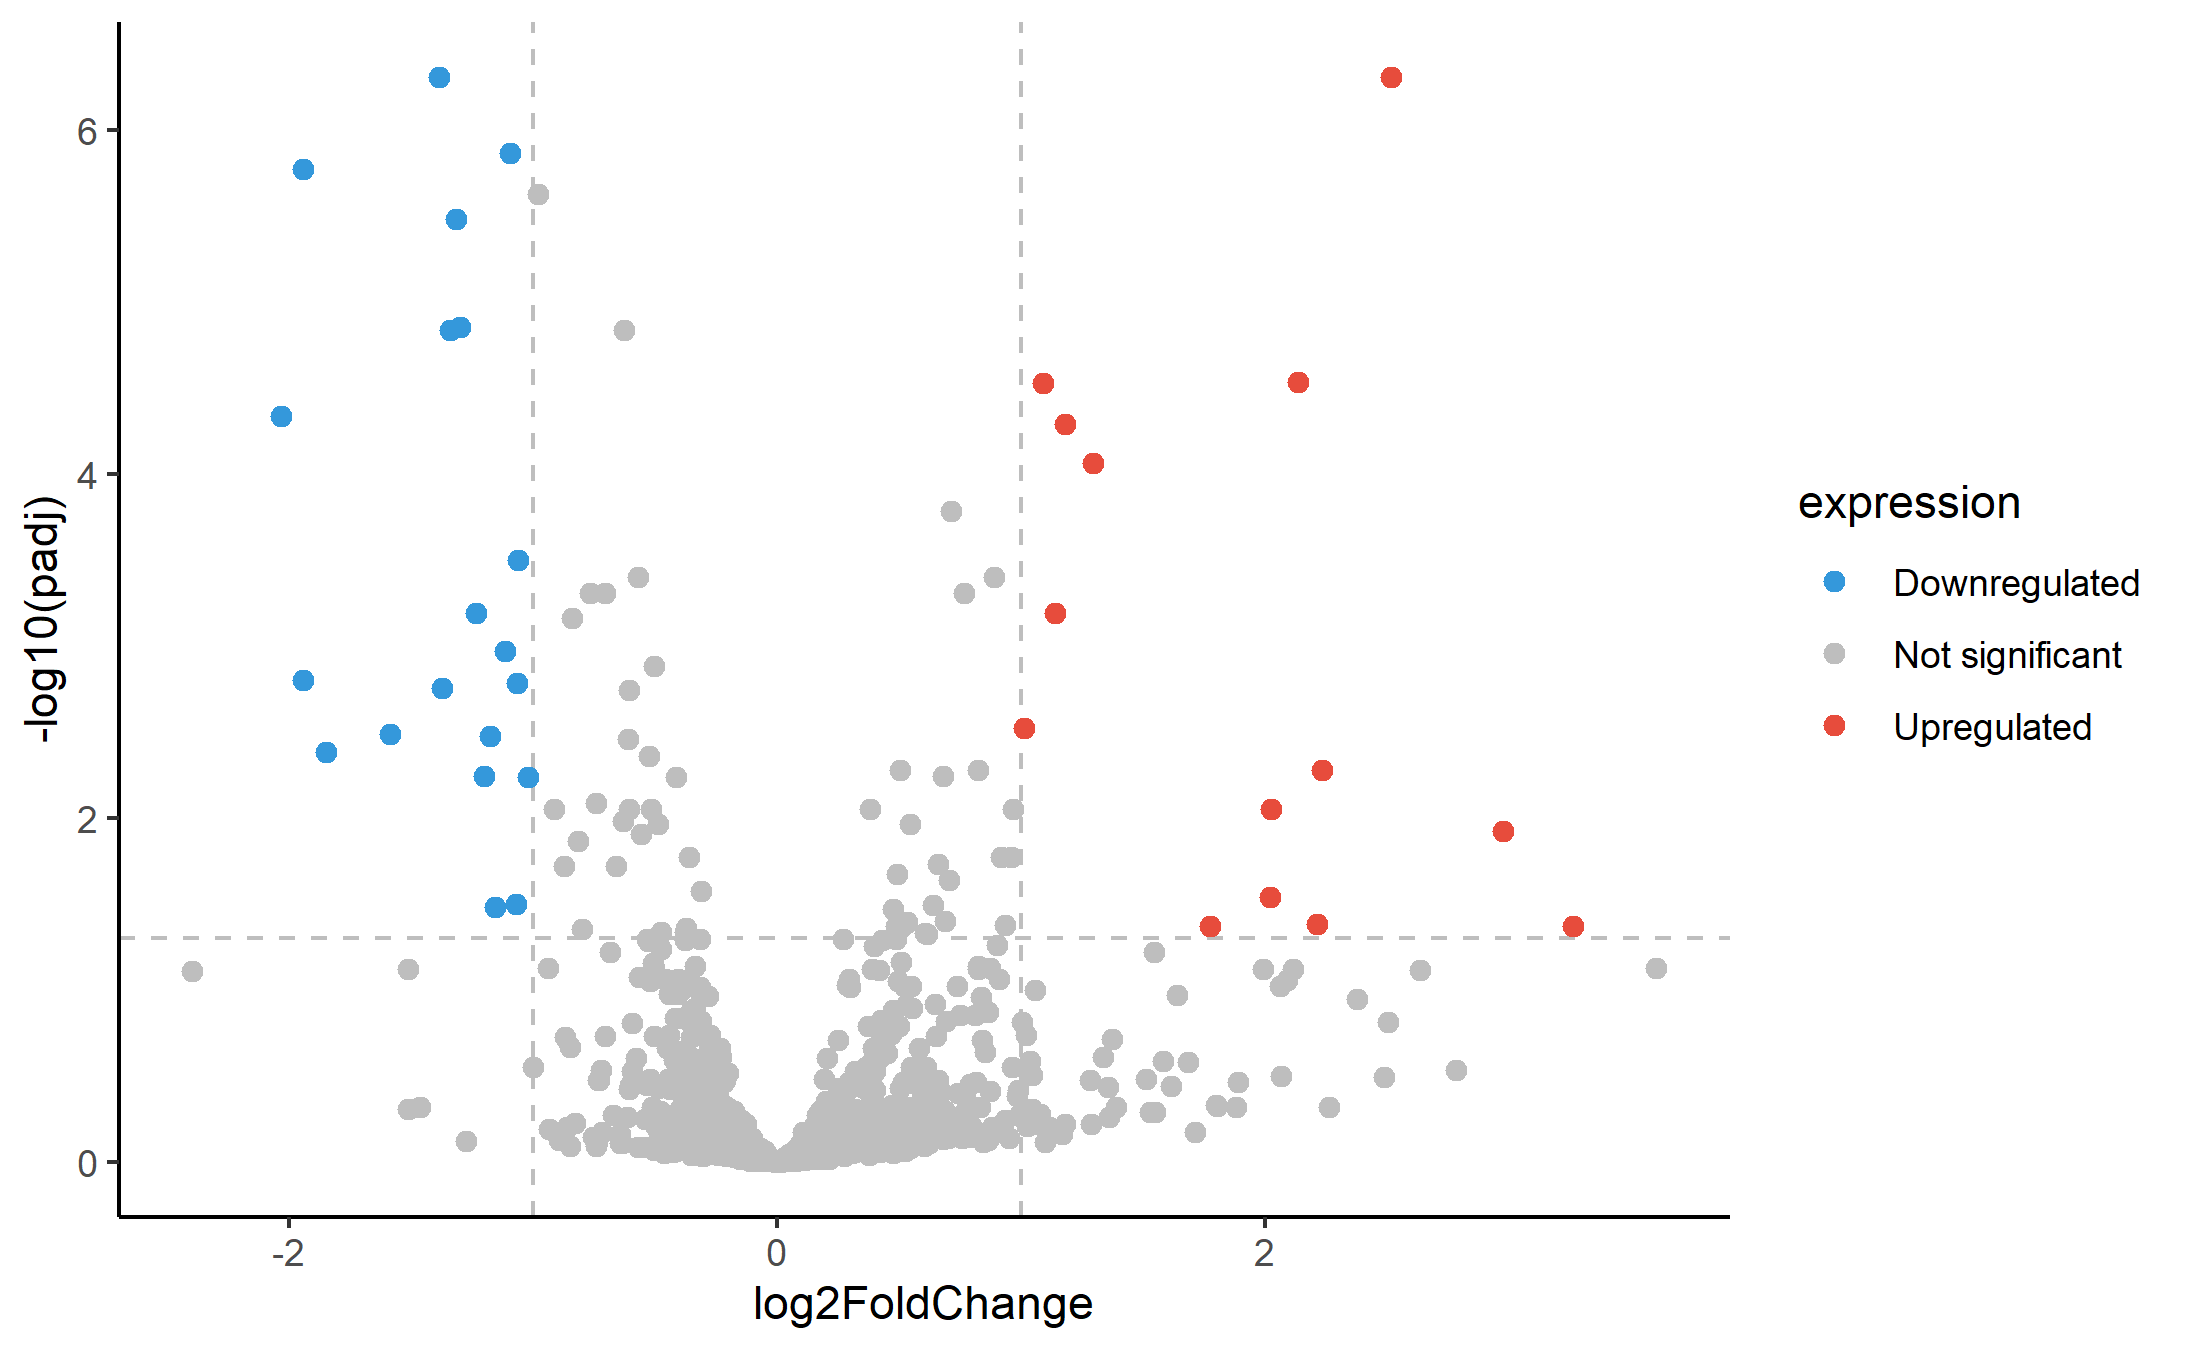 -log10(padj)
6
4
2
0
-2
0
2
log2FoldChange
expression
Downregulated
Not significant
Upregulated